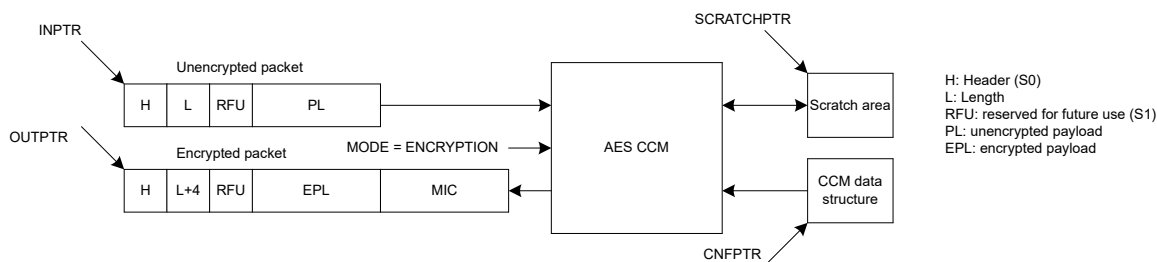 SCRATCHPTR
INPTR
Unencrypted packet
H L RFU PL
Scratch area
H: Header (S0)
L: Length
RFU: reserved for future use (S1)
PL: unencrypted payload
EPL: encrypted payload
OUTPTR
Encrypted packet
MODE = ENCRYPTION
AES CCM
H L+4 RFU EPL MIC
CCM data
structure
CNFPTR